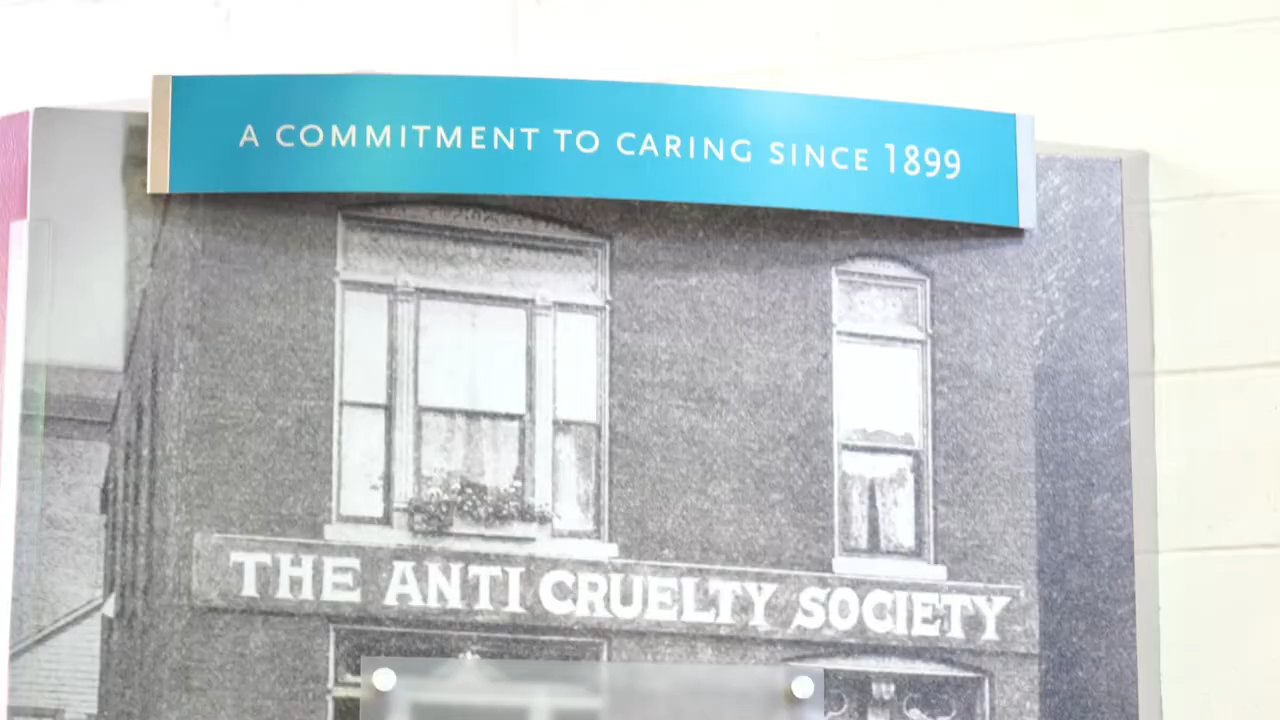 A COMMITMENT TO CARING SINCE 1899
THE ANTI CRUELTY SOCIETY